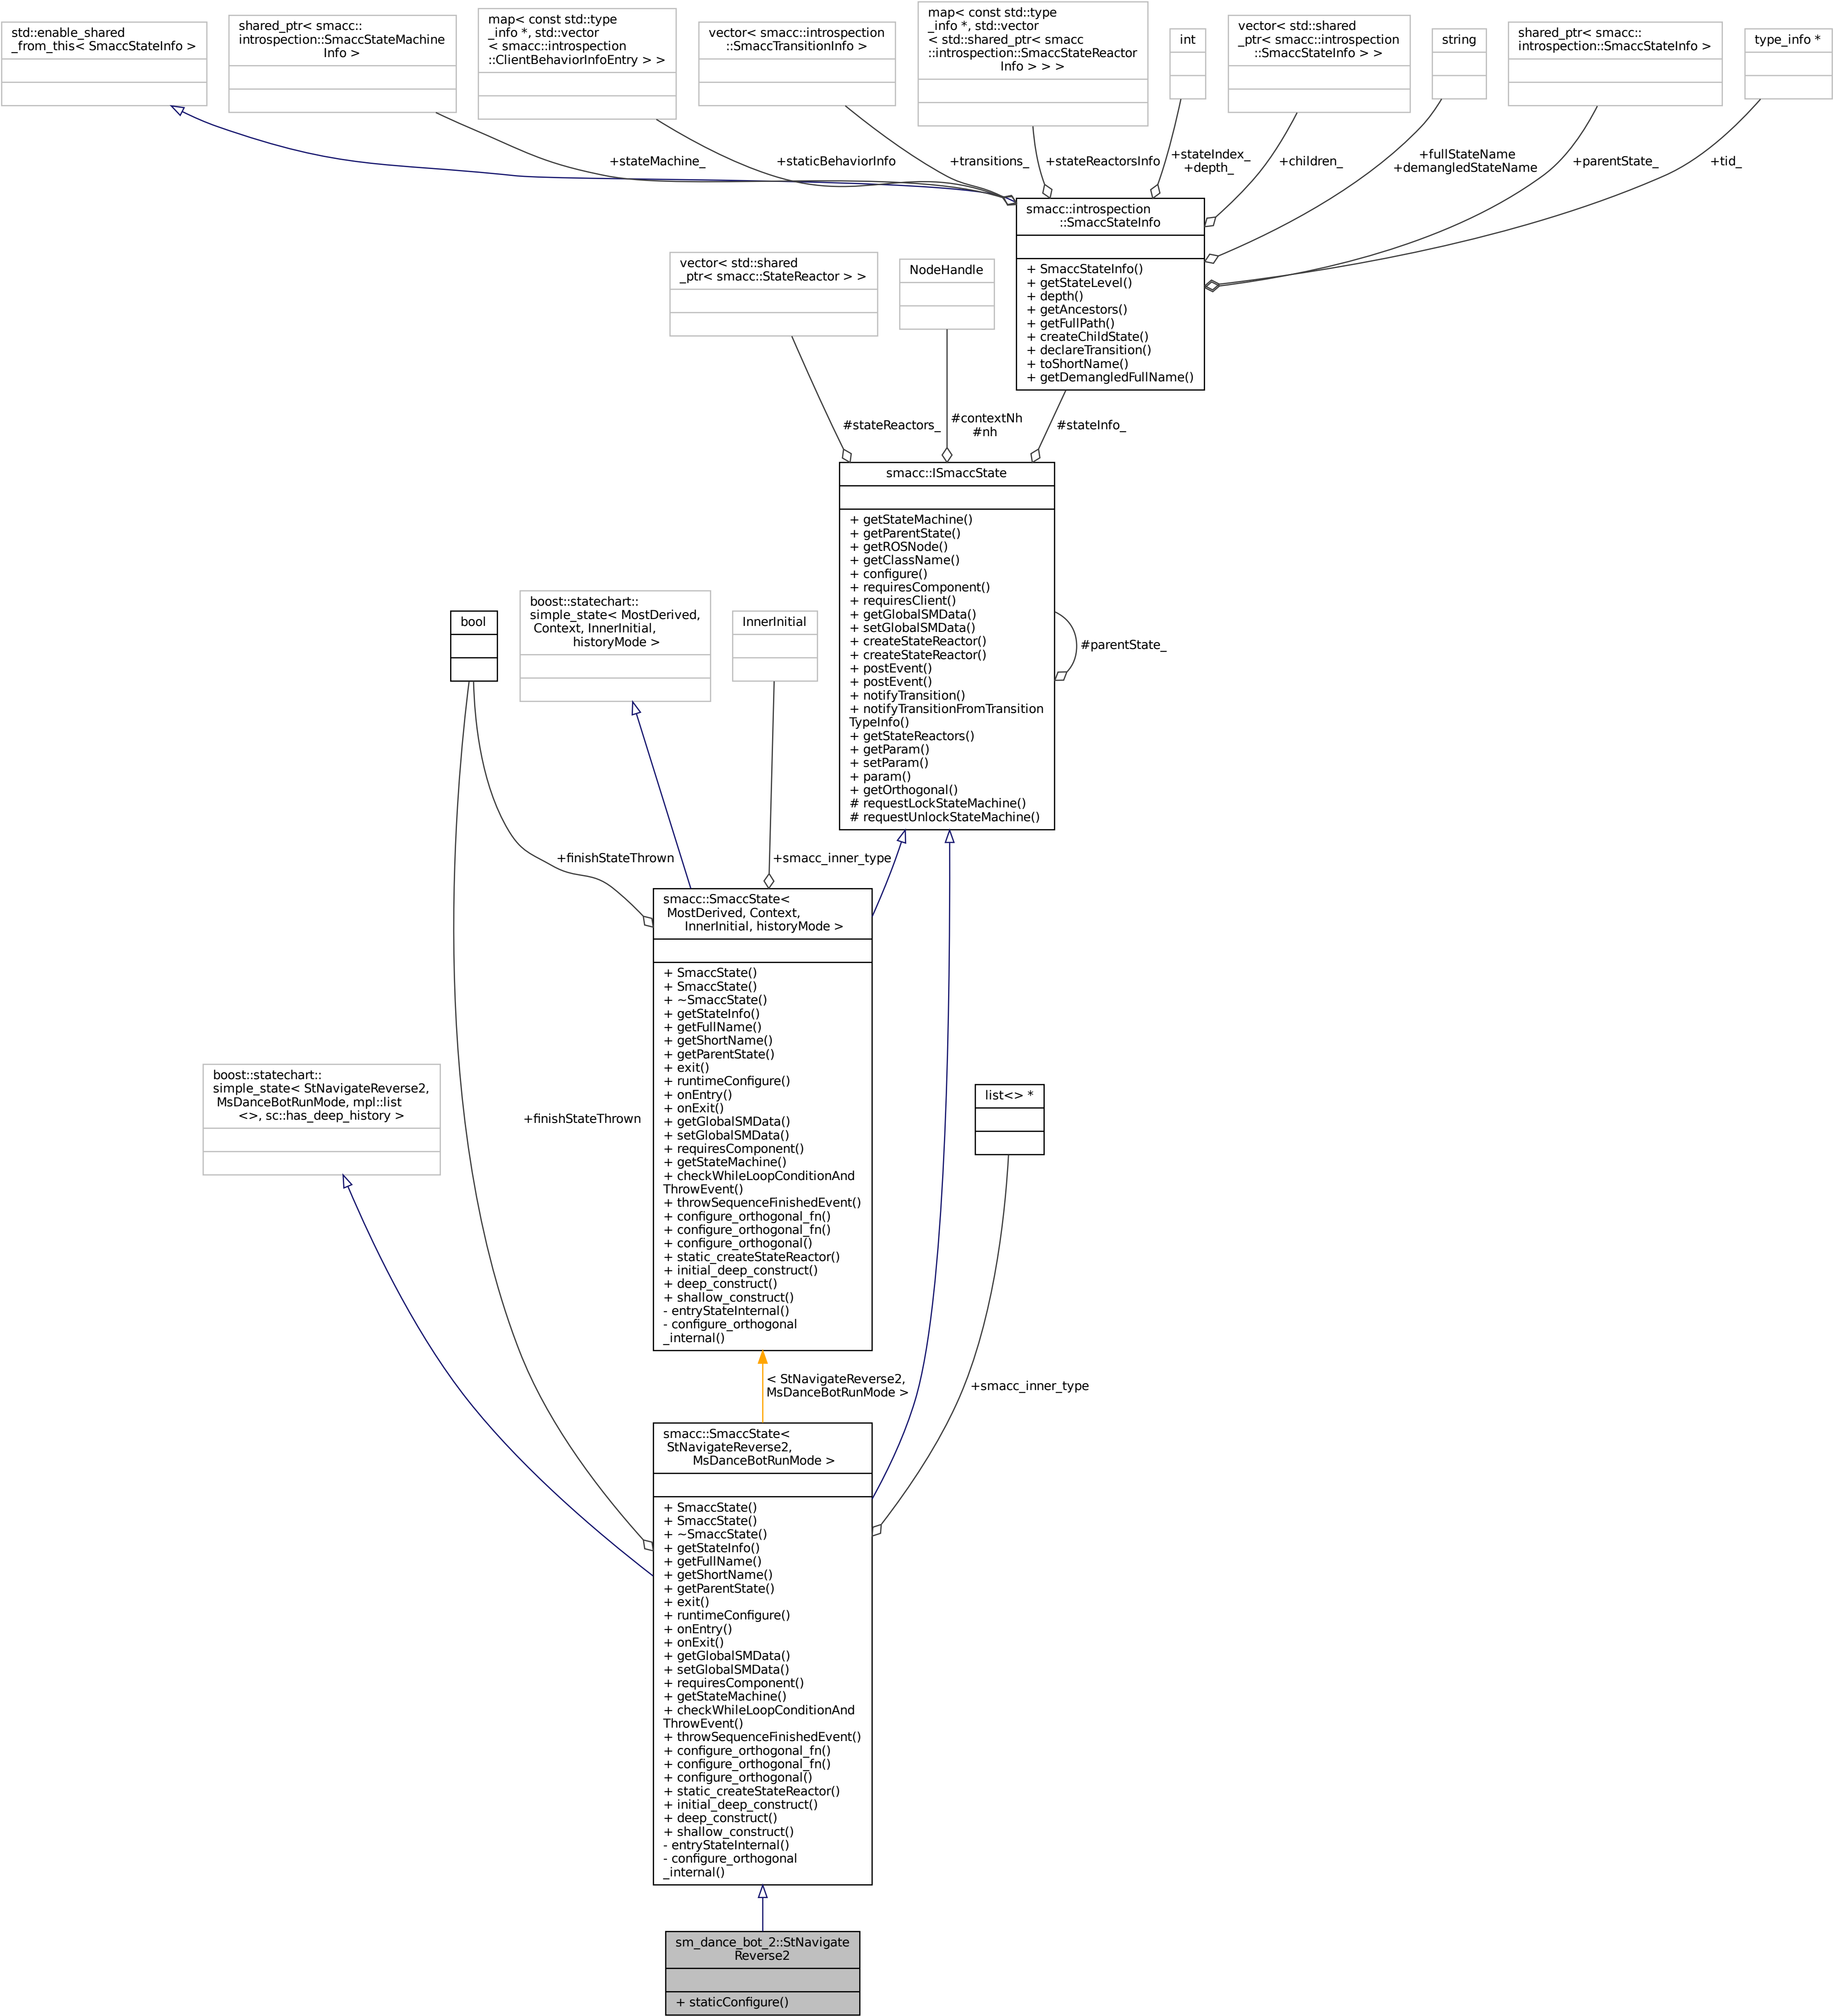 std::enable_shared
_from_this< SmaccStateInfo >
shared_ptr< smacc::
introspection::SmaccStateMachine
Info >
map< const std::type
_info *, std::vector
< smacc::introspection
::ClientBehaviorInfoEntry > >
vector< smacc::introspection
::SmaccTransitionInfo >
map< const std::type
_info *, std::vector
< std::shared_ptr< smacc
::introspection::SmaccStateReactor
Info > > >
int
vector< std::shared
_ptr< smacc::introspection
::SmaccStateInfo > >
string
shared_ptr< smacc::
introspection::SmaccStateInfo >
type_info *
+stateMachine_
+staticBehaviorInfo
+transitions_
+stateReactorsInfo
+stateIndex_
+depth_
+children_
+fullStateName
+demangledStateName
+parentState_
+tid_
smacc::introspection
::SmaccStateInfo
+ SmaccStateInfo()
+ getStateLevel()
+ depth()
+ getAncestors()
+ getFullPath()
+ createChildState()
+ declareTransition()
+ toShortName()
+ getDemangledFullName()
vector< std::shared
_ptr< smacc::StateReactor > >
NodeHandle
#stateReactors_
#contextNh
#nh
#stateInfo_
smacc::ISmaccState
+ getStateMachine()
+ getParentState()
+ getROSNode()
+ getClassName()
+ configure()
+ requiresComponent()
+ requiresClient()
+ getGlobalSMData()
+ setGlobalSMData()
+ createStateReactor()
+ createStateReactor()
+ postEvent()
+ postEvent()
+ notifyTransition()
+ notifyTransitionFromTransition
TypeInfo()
+ getStateReactors()
+ getParam()
+ setParam()
+ param()
+ getOrthogonal()
# requestLockStateMachine()
# requestUnlockStateMachine()
#parentState_
bool
boost::statechart::
simple_state< MostDerived,
Context, InnerInitial,
historyMode >
InnerInitial
+finishStateThrown
+smacc_inner_type
smacc::SmaccState<
MostDerived, Context,
InnerInitial, historyMode >
+ SmaccState()
+ SmaccState()
+ ~SmaccState()
+ getStateInfo()
+ getFullName()
+ getShortName()
+ getParentState()
+ exit()
+ runtimeConfigure()
+ onEntry()
+ onExit()
+ getGlobalSMData()
+ setGlobalSMData()
+ requiresComponent()
+ getStateMachine()
+ checkWhileLoopConditionAnd
ThrowEvent()
+ throwSequenceFinishedEvent()
+ configure_orthogonal_fn()
+ configure_orthogonal_fn()
+ configure_orthogonal()
+ static_createStateReactor()
+ initial_deep_construct()
+ deep_construct()
+ shallow_construct()
- entryStateInternal()
- configure_orthogonal
_internal()
boost::statechart::
simple_state< StNavigateReverse2,
MsDanceBotRunMode, mpl::list
<>, sc::has_deep_history >
+finishStateThrown
list<> *
< StNavigateReverse2,
MsDanceBotRunMode >
+smacc_inner_type
smacc::SmaccState<
StNavigateReverse2,
MsDanceBotRunMode >
+ SmaccState()
+ SmaccState()
+ ~SmaccState()
+ getStateInfo()
+ getFullName()
+ getShortName()
+ getParentState()
+ exit()
+ runtimeConfigure()
+ onEntry()
+ onExit()
+ getGlobalSMData()
+ setGlobalSMData()
+ requiresComponent()
+ getStateMachine()
+ checkWhileLoopConditionAnd
ThrowEvent()
+ throwSequenceFinishedEvent()
+ configure_orthogonal_fn()
+ configure_orthogonal_fn()
+ configure_orthogonal()
+ static_createStateReactor()
+ initial_deep_construct()
+ deep_construct()
+ shallow_construct()
- entryStateInternal()
- configure_orthogonal
_internal()
sm_dance_bot_2::StNavigate
Reverse2
+ staticConfigure()